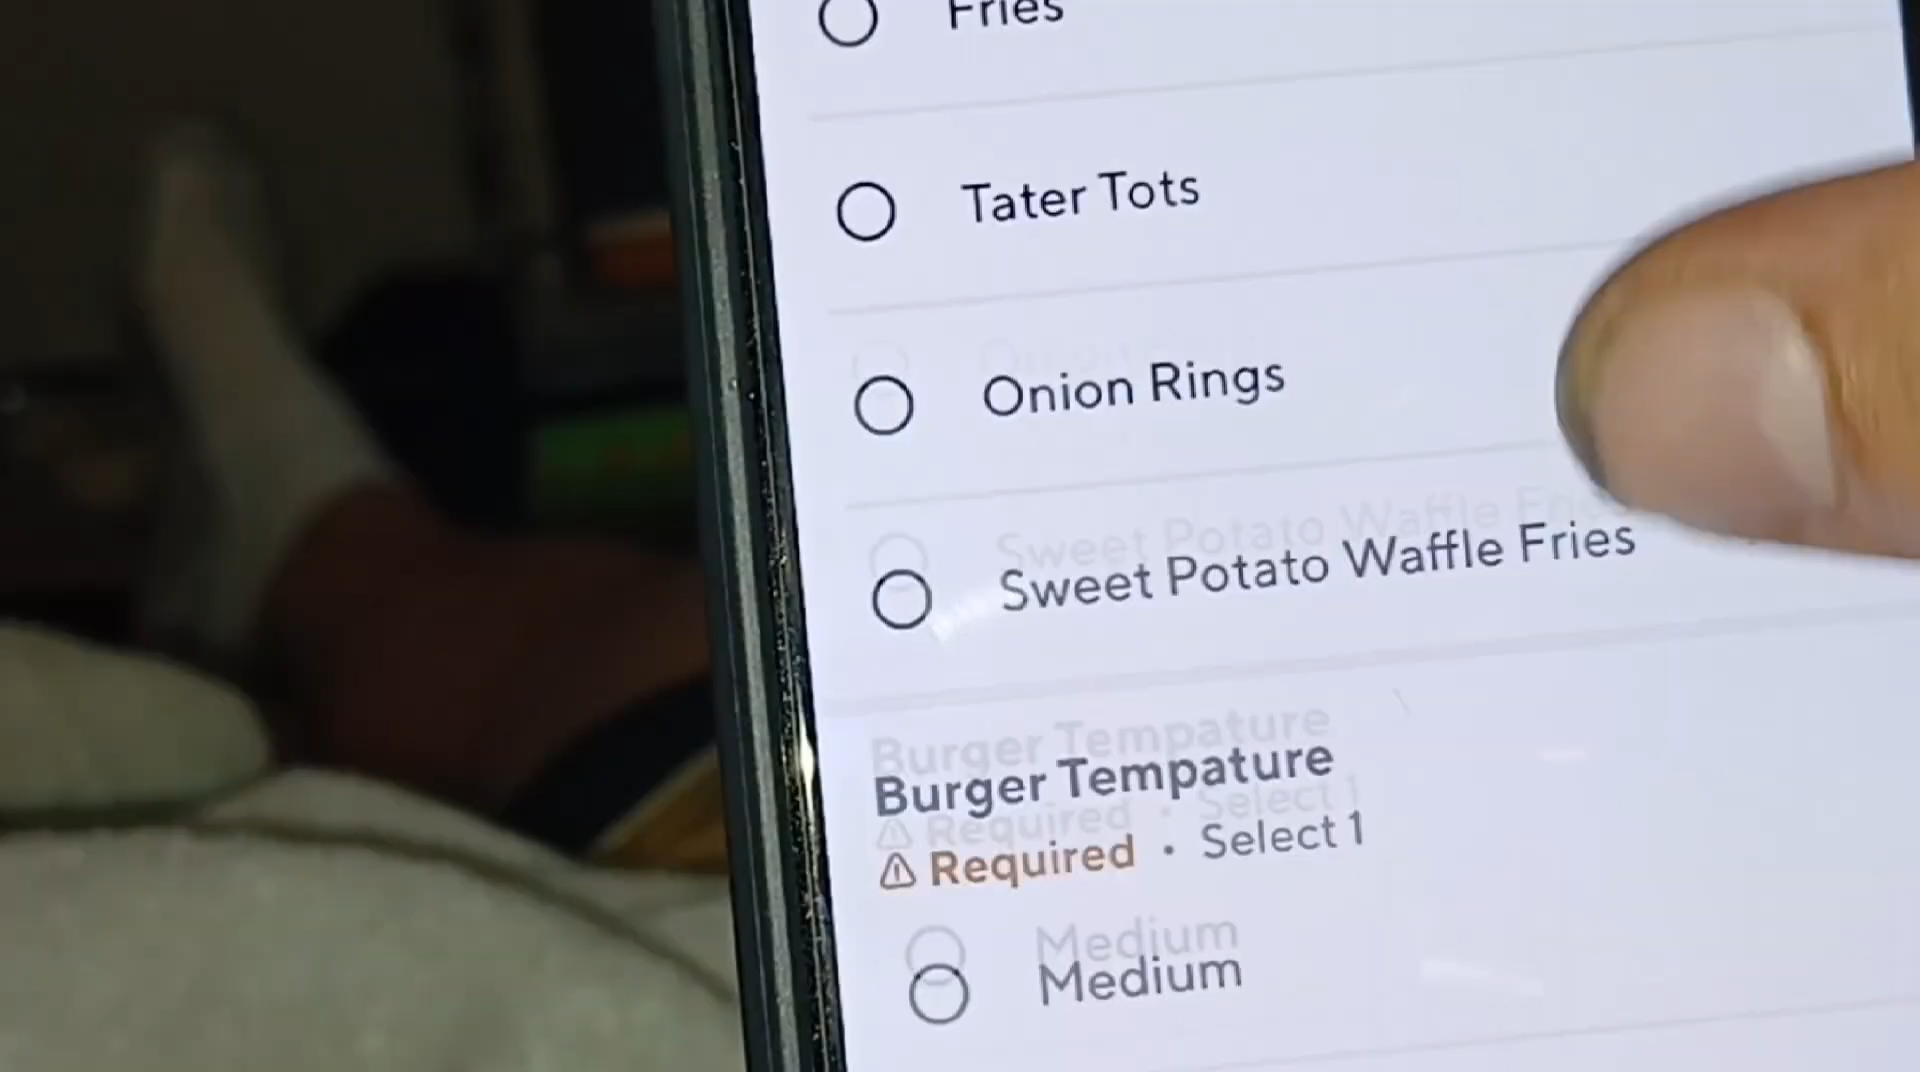 Fries
Tater Tots
Onion Rings
Sweet Potato Waffle Fries
Burger Tempature
Required · Select 1
Medium